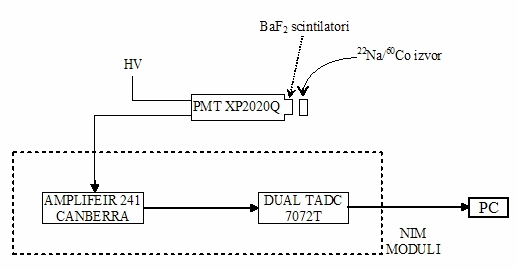 BaF₂ scintilatori
²²Na/⁶⁰Co izvor
HV
PMT XP2020Q
AMPLIFEIR 241
CANBERRA
DUAL TADC
7072T
PC
NIM
MODULI